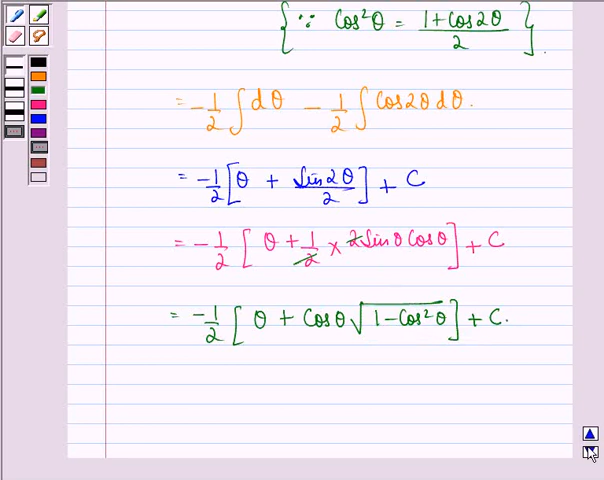 {∵ Cos²θ = (1+Cos2θ)/2}.
= -1/2 ∫dθ - 1/2 ∫Cos2θ dθ.
= -1/2 [θ + Sin2θ/2] + C
= -1/2 [θ + 1/2 × 2Sinθ Cosθ] + C
= -1/2 [θ + Cosθ √(1-Cos²θ)] + C.